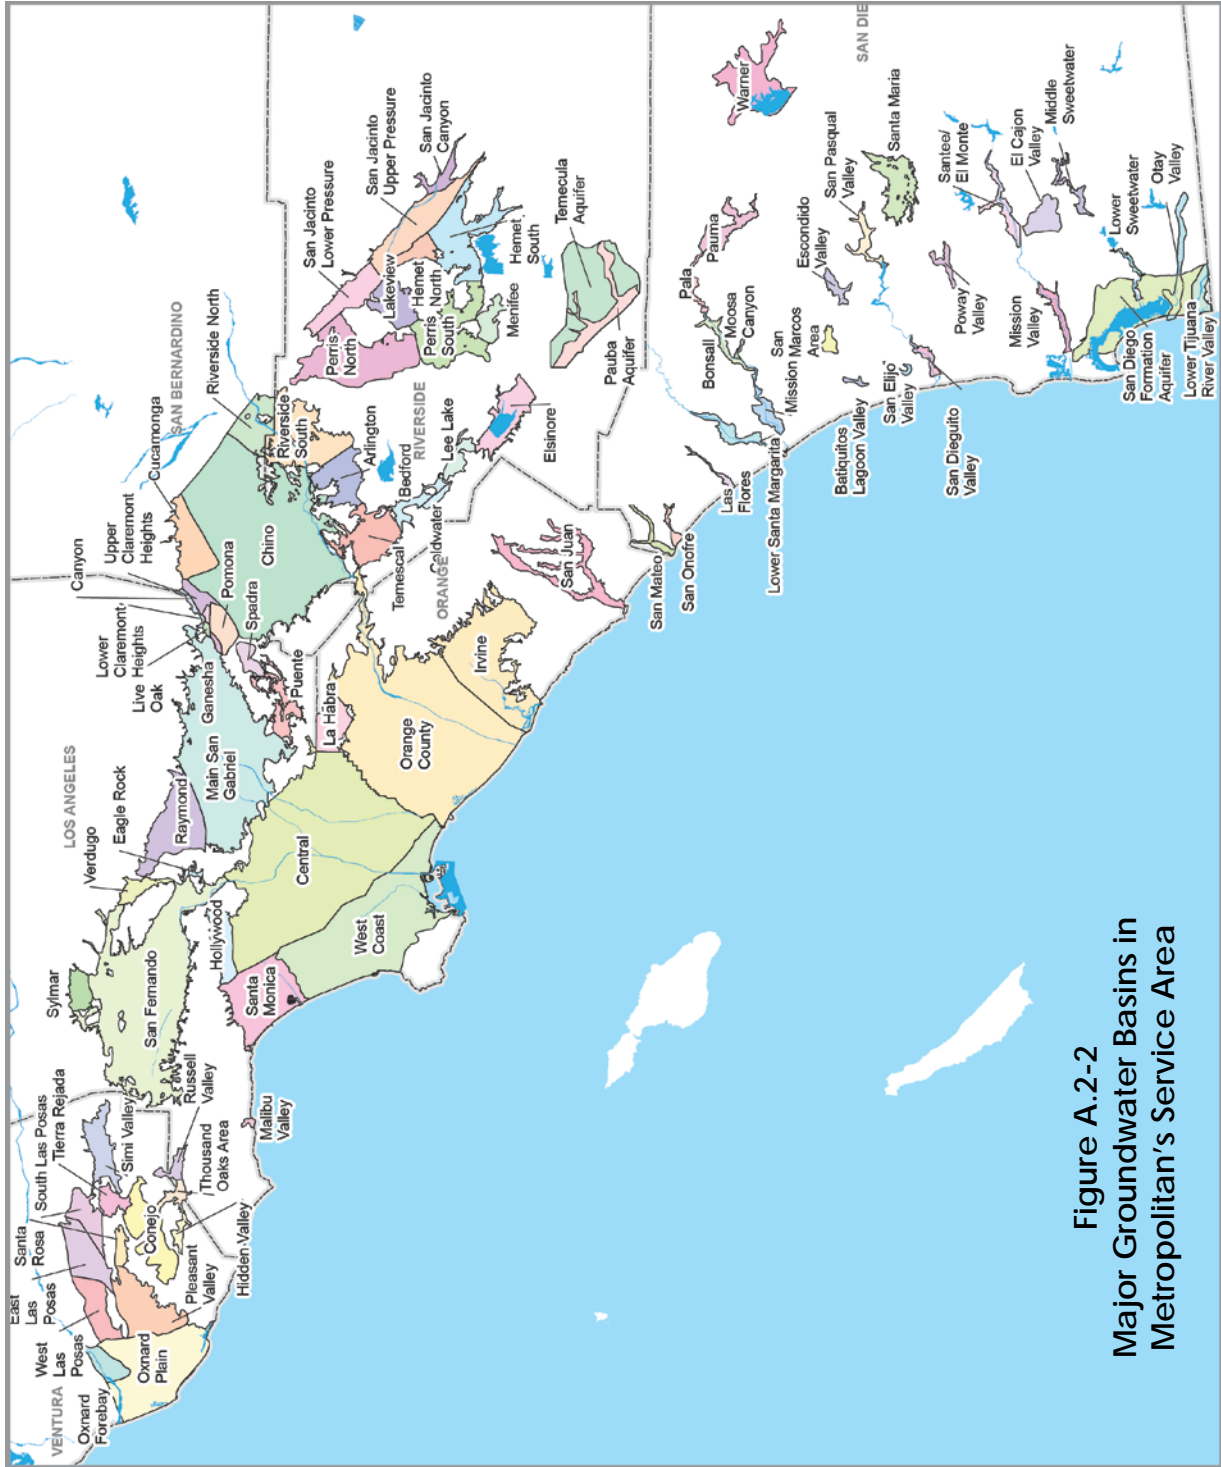 VENTURA
Oxnard
Forebay
West
Las
Posas
East
Las
Posas
Santa
Rosa
South Las Posas
Tierra Rejada
Simi Valley
Conejo
Oxnard
Plain
Pleasant
Valley
Hidden Valley
Thousand
Oaks Area
Russell
Valley
Malibu
Valley
Sylmar
San Fernando
Verdugo
Eagle Rock
LOS ANGELES
Hollywood
Santa
Monica
West
Coast
Central
Raymond
Main San
Gabriel
Ganesha
Live
Oak
Lower
Claremont
Heights
Canyon
Upper
Claremont
Heights
Cucamonga
Pomona
Spadra
Puente
La Habra
Chino
SAN BERNARDINO
Riverside North
Riverside
South
Arlington
RIVERSIDE
Temescal
Bedford
Coldwater
Lee Lake
Elsinore
ORANGE
Orange
County
Irvine
San Juan
San Mateo
San Onofre
San Jacinto
Lower Pressure
San Jacinto
Upper Pressure
San Jacinto
Canyon
Perris
North
Lakeview
Hemet
North
Perris
South
Menifee
Hemet
South
Temecula
Aquifer
Pauba
Aquifer
Las
Flores
Lower Santa Margarita
Mission
Bonsall
Moosa
Canyon
Pala
Pauma
Warner
San
Marcos
Area
Escondido
Valley
San Pasqual
Valley
Santa Maria
SAN DIE
Batiquitos
Lagoon Valley
San Elijo
Valley
San Dieguito
Valley
Poway
Valley
Mission
Valley
Santee/
El Monte
El Cajon
Valley
Middle
Sweetwater
Lower
Sweetwater
Otay
Valley
San Diego
Formation
Aquifer
Lower Tijuana
River Valley
Figure A.2-2
Major Groundwater Basins in
Metropolitan's Service Area